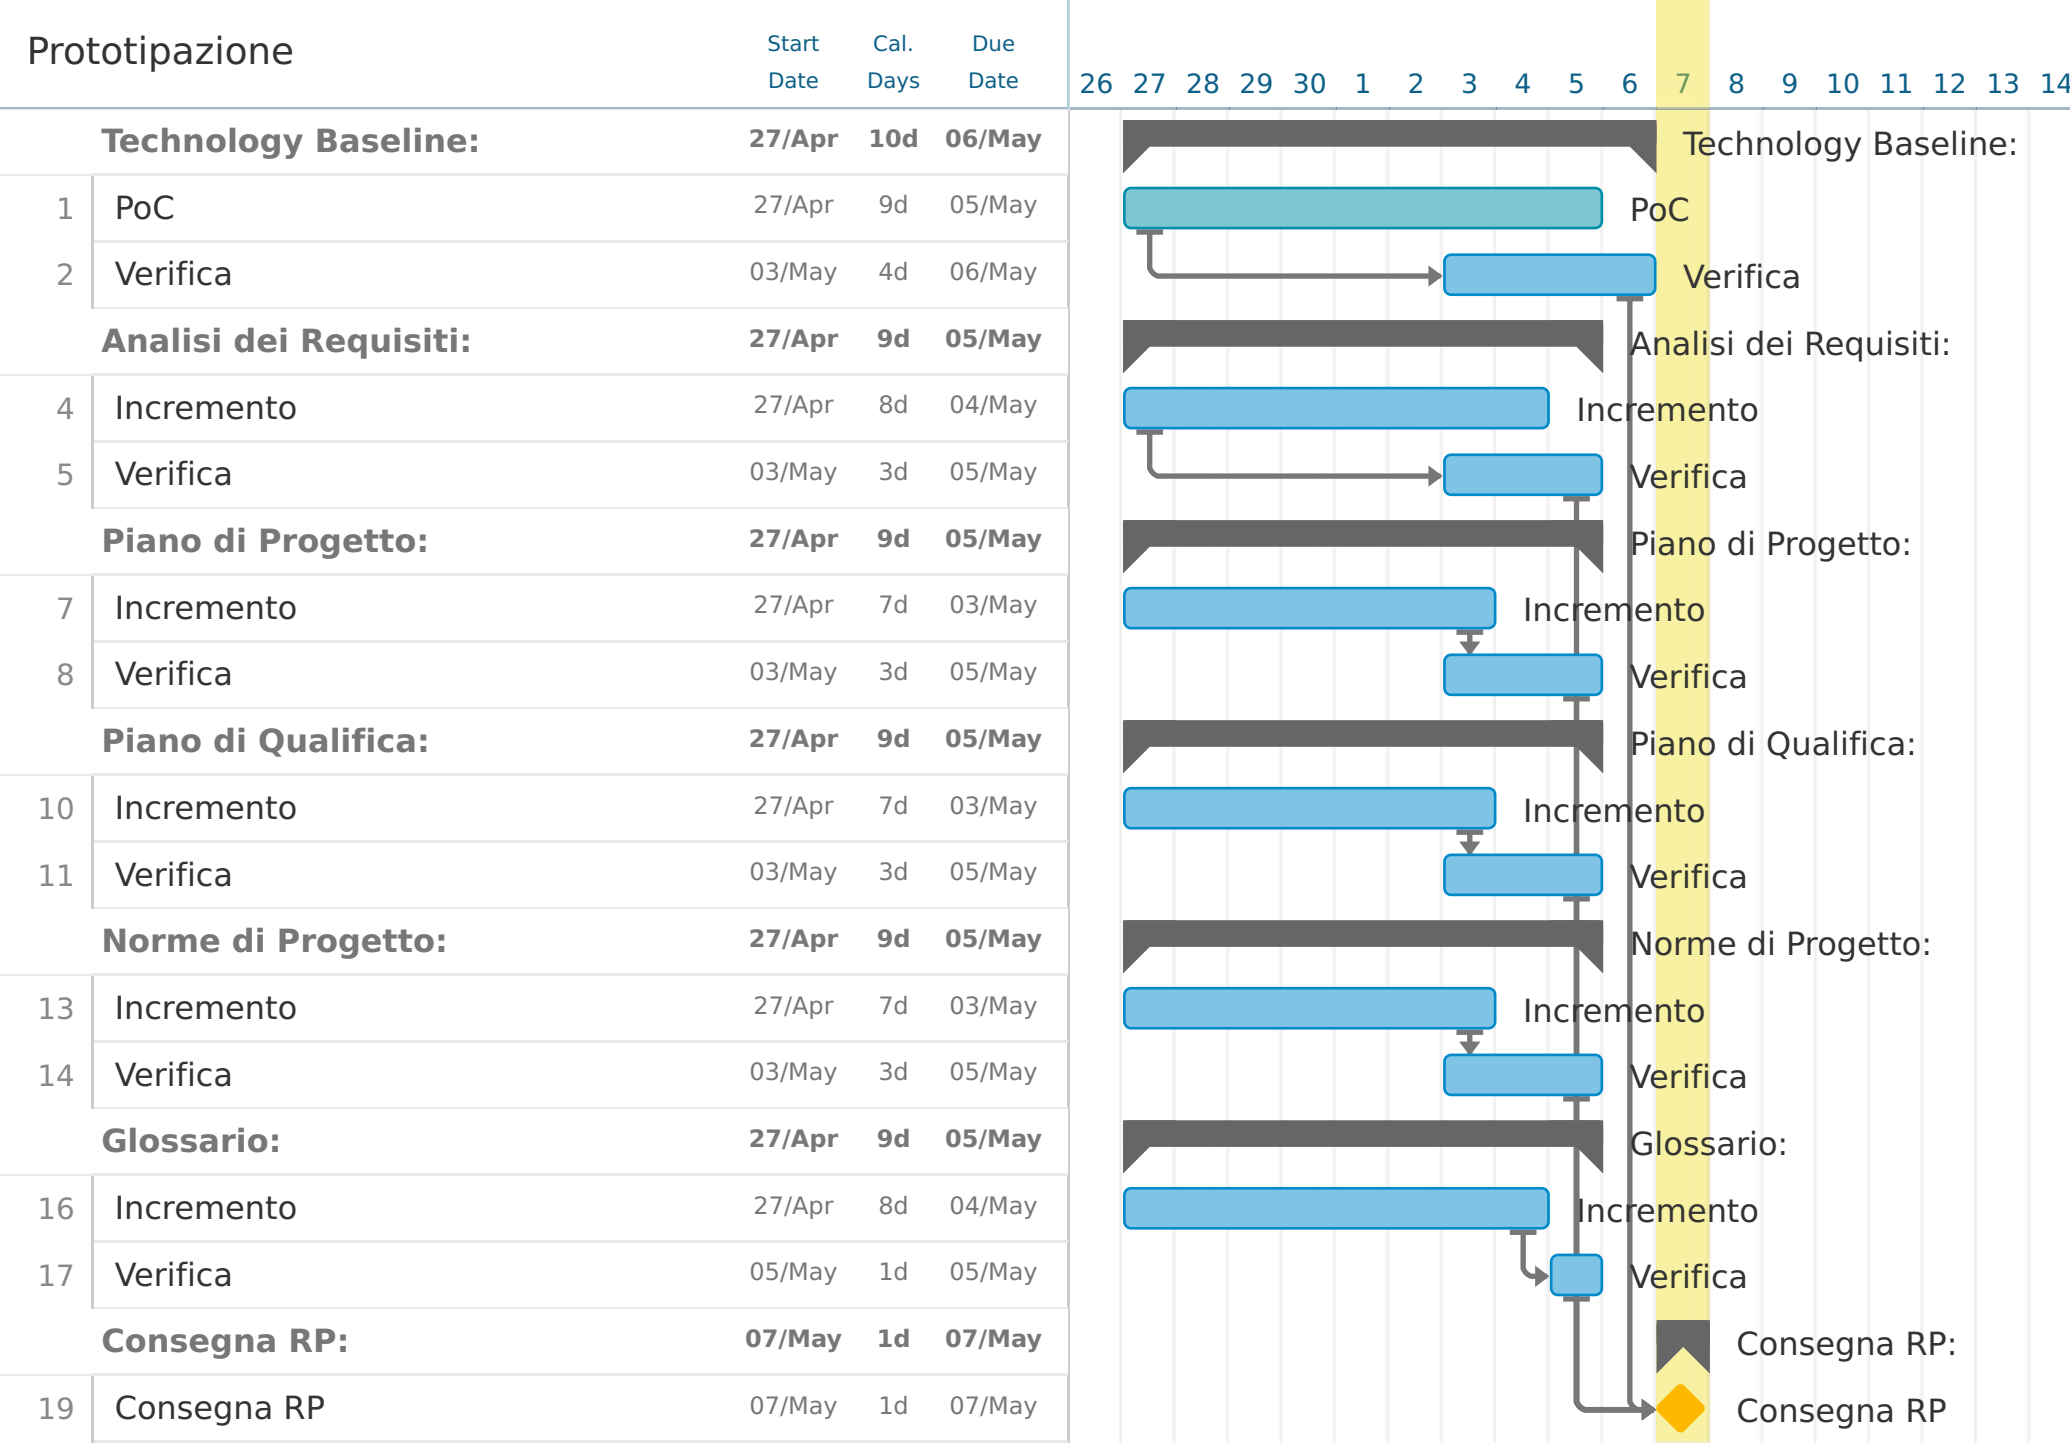 Prototipazione
Start Date Cal. Days Due Date
26 27 28 29 30 1 2 3 4 5 6 7 8 9 10 11 12 13 14
Technology Baseline: 27/Apr 10d 06/May Technology Baseline:
1 PoC 27/Apr 9d 05/May PoC
2 Verifica 03/May 4d 06/May Verifica
Analisi dei Requisiti: 27/Apr 9d 05/May Analisi dei Requisiti:
4 Incremento 27/Apr 8d 04/May Incremento
5 Verifica 03/May 3d 05/May Verifica
Piano di Progetto: 27/Apr 9d 05/May Piano di Progetto:
7 Incremento 27/Apr 7d 03/May Incremento
8 Verifica 03/May 3d 05/May Verifica
Piano di Qualifica: 27/Apr 9d 05/May Piano di Qualifica:
10 Incremento 27/Apr 7d 03/May Incremento
11 Verifica 03/May 3d 05/May Verifica
Norme di Progetto: 27/Apr 9d 05/May Norme di Progetto:
13 Incremento 27/Apr 7d 03/May Incremento
14 Verifica 03/May 3d 05/May Verifica
Glossario: 27/Apr 9d 05/May Glossario:
16 Incremento 27/Apr 8d 04/May Incremento
17 Verifica 05/May 1d 05/May Verifica
Consegna RP: 07/May 1d 07/May Consegna RP:
19 Consegna RP 07/May 1d 07/May Consegna RP